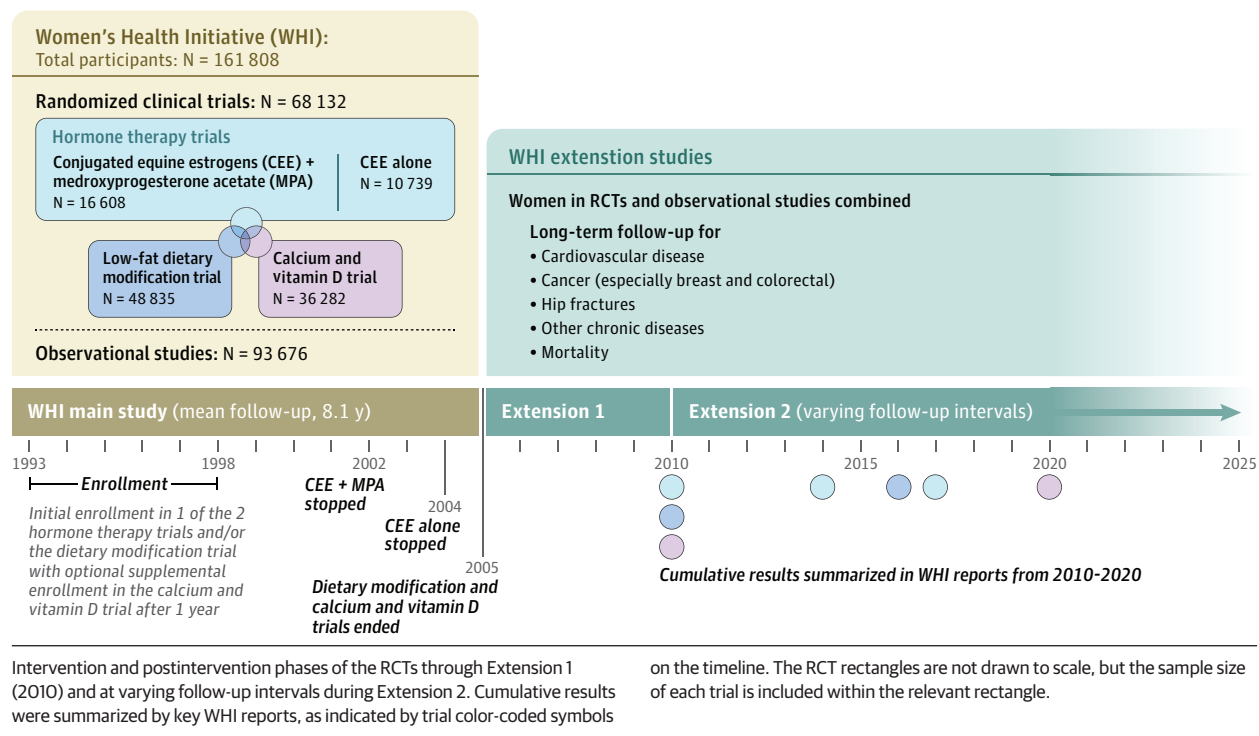 Women's Health Initiative (WHI):
Total participants: N = 161 808
Randomized clinical trials: N = 68 132
Hormone therapy trials
Conjugated equine estrogens (CEE) +
medroxyprogesterone acetate (MPA)
N = 16 608
CEE alone
N = 10 739
Low-fat dietary
modification trial
N = 48 835
Calcium and
vitamin D trial
N = 36 282
Observational studies: N = 93 676
WHI extenstion studies
Women in RCTs and observational studies combined
Long-term follow-up for
• Cardiovascular disease
• Cancer (especially breast and colorectal)
• Hip fractures
• Other chronic diseases
• Mortality
WHI main study (mean follow-up, 8.1 y)
Extension 1
Extension 2 (varying follow-up intervals)
1993
1998
2002
2010
2015
2020
2025
Enrollment
Initial enrollment in 1 of the 2
hormone therapy trials and/or
the dietary modification trial
with optional supplemental
enrollment in the calcium and
vitamin D trial after 1 year
CEE + MPA
stopped
2004
CEE alone
stopped
2005
Dietary modification and
calcium and vitamin D
trials ended
Cumulative results summarized in WHI reports from 2010-2020
Intervention and postintervention phases of the RCTs through Extension 1
(2010) and at varying follow-up intervals during Extension 2. Cumulative results
were summarized by key WHI reports, as indicated by trial color-coded symbols
on the timeline. The RCT rectangles are not drawn to scale, but the sample size
of each trial is included within the relevant rectangle.